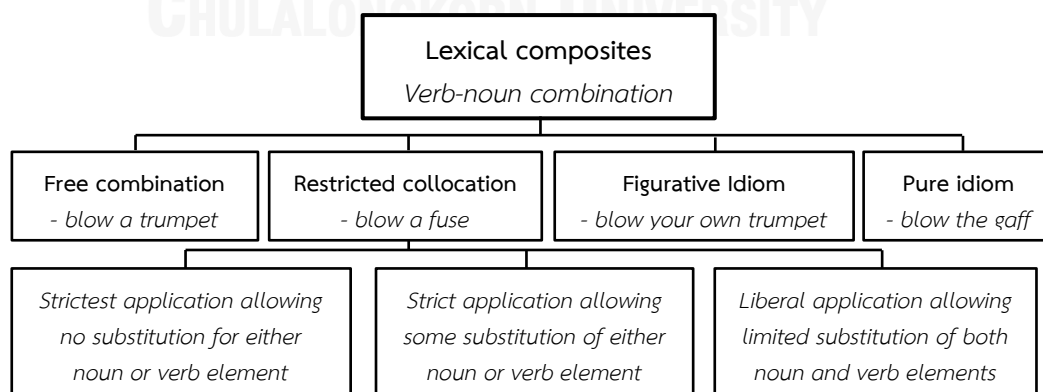 CHULALONGKORN UNIVERSITY
Lexical composites
Verb-noun combination
Free combination
- blow a trumpet
Restricted collocation
- blow a fuse
Figurative Idiom
- blow your own trumpet
Pure idiom
- blow the gaff
Strictest application allowing
no substitution for either
noun or verb element
Strict application allowing
some substitution of either
noun or verb element
Liberal application allowing
limited substitution of both
noun and verb elements